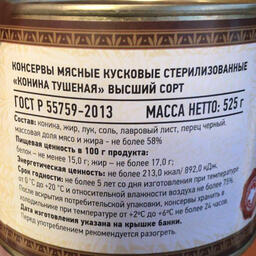 КОНСЕРВЫ МЯСНЫЕ КУСКОВЫЕ СТЕРИЛИЗОВАННЫЕ
«КОНИНА ТУШЕНАЯ» ВЫСШИЙ СОРТ
ГОСТ Р 55759-2013 МАССА НЕТТО: 525 г
Состав: конина, жир, лук, соль, лавровый лист, перец черный.
массовая доля мясо и жира - не более 58%
Пищевая ценность в 100 г продукта:
белок – не менее 15,0 г; жир – не более 17,0 г;
Энергетическая ценность: не более 213,0 ккал/ 892,0 кДж.
Срок годности: не более 5 лет со дня изготовления при температуре
от 0 °С до +20 °С и относительной влажности воздуха не более 75%.
После вскрытия потребительской упаковки, консервы хранить в
холодильнике при температуре от +2°С до +6°С не более 24 часов.
Дата изготовления указана на крышке банки.
Перед употреблением рекомендуется разогреть.